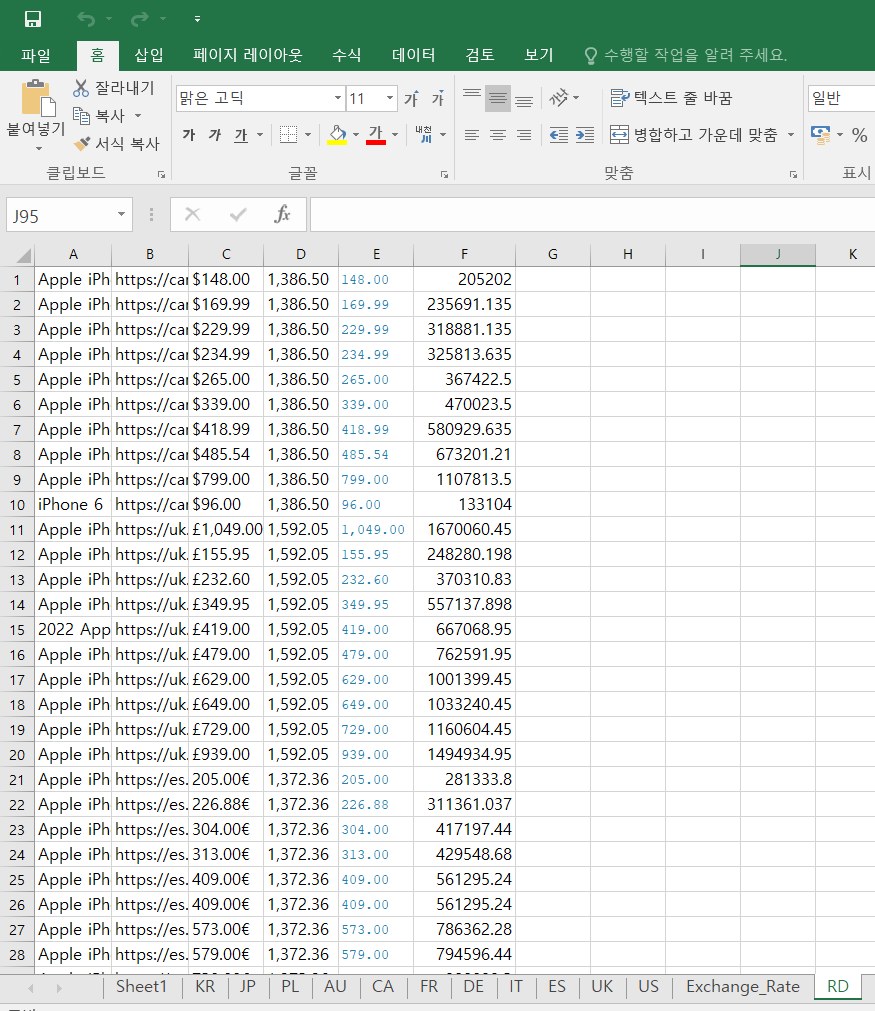 파일 홈 삽입 페이지 레이아웃 수식 데이터 검토 보기 수행할 작업을 알려 주세요.
붙여넣기 잘라내기 복사 서식 복사
맑은 고딕 11
가 가
가 가 가 가 내천
텍스트 줄 바꿈
병합하고 가운데 맞춤
일반
%
클립보드 글꼴 맞춤 표시
J95 fx
A B C D E F G H I J K
1 Apple iPh https://car $148.00 1,386.50 148.00 205202
2 Apple iPh https://car $169.99 1,386.50 169.99 235691.135
3 Apple iPh https://car $229.99 1,386.50 229.99 318881.135
4 Apple iPh https://car $234.99 1,386.50 234.99 325813.635
5 Apple iPh https://car $265.00 1,386.50 265.00 367422.5
6 Apple iPh https://car $339.00 1,386.50 339.00 470023.5
7 Apple iPh https://car $418.99 1,386.50 418.99 580929.635
8 Apple iPh https://car $485.54 1,386.50 485.54 673201.21
9 Apple iPh https://car $799.00 1,386.50 799.00 1107813.5
10 iPhone 6 https://car $96.00 1,386.50 96.00 133104
11 Apple iPh https://uk. £1,049.00 1,592.05 1,049.00 1670060.45
12 Apple iPh https://uk. £155.95 1,592.05 155.95 248280.198
13 Apple iPh https://uk. £232.60 1,592.05 232.60 370310.83
14 Apple iPh https://uk. £349.95 1,592.05 349.95 557137.898
15 2022 App https://uk. £419.00 1,592.05 419.00 667068.95
16 Apple iPh https://uk. £479.00 1,592.05 479.00 762591.95
17 Apple iPh https://uk. £629.00 1,592.05 629.00 1001399.45
18 Apple iPh https://uk. £649.00 1,592.05 649.00 1033240.45
19 Apple iPh https://uk. £729.00 1,592.05 729.00 1160604.45
20 Apple iPh https://uk. £939.00 1,592.05 939.00 1494934.95
21 Apple iPh https://es. 205.00€ 1,372.36 205.00 281333.8
22 Apple iPh https://es. 226.88€ 1,372.36 226.88 311361.037
23 Apple iPh https://es. 304.00€ 1,372.36 304.00 417197.44
24 Apple iPh https://es. 313.00€ 1,372.36 313.00 429548.68
25 Apple iPh https://es. 409.00€ 1,372.36 409.00 561295.24
26 Apple iPh https://es. 409.00€ 1,372.36 409.00 561295.24
27 Apple iPh https://es. 573.00€ 1,372.36 573.00 786362.28
28 Apple iPh https://es. 579.00€ 1,372.36 579.00 794596.44
Sheet1 KR JP PL AU CA FR DE IT ES UK US Exchange_Rate RD